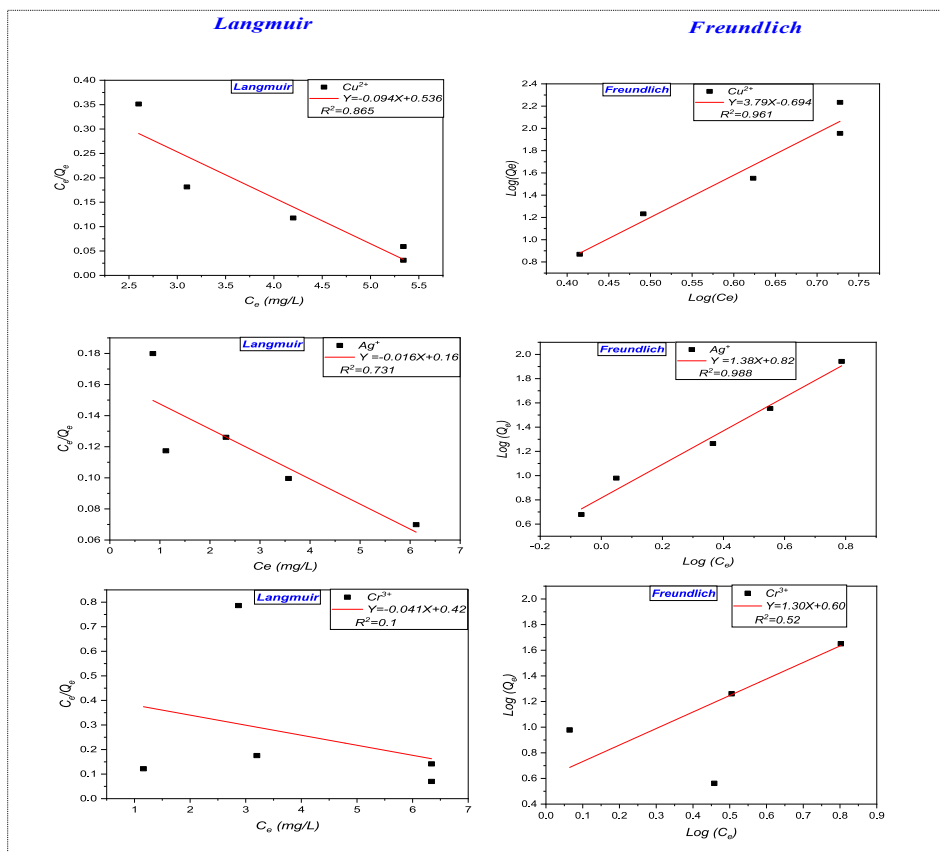 Langmuir
Freundlich
Langmuir
Cu²⁺
Y=-0.094X+0.536
R²=0.865
0.40
0.35
0.30
0.25
0.20
0.15
0.10
0.05
0.00
Cₑ/Qₑ
2.5 3.0 3.5 4.0 4.5 5.0 5.5
Cₑ (mg/L)
Freundlich
Cu²⁺
Y=3.79X-0.694
R²=0.961
2.4
2.2
2.0
1.8
1.6
1.4
1.2
1.0
0.8
Log(Qe)
0.40 0.45 0.50 0.55 0.60 0.65 0.70 0.75
Log(Ce)
Langmuir
Ag⁺
Y =-0.016X+0.16
R²=0.731
0.18
0.16
0.14
0.12
0.10
0.08
0.06
Cₑ/Qₑ
0 1 2 3 4 5 6 7
Ce (mg/L)
Freundlich
Ag⁺
Y =1.38X+0.82
R²=0.988
2.0
1.8
1.6
1.4
1.2
1.0
0.8
0.6
Log (Qₑ)
−0.2 0.0 0.2 0.4 0.6 0.8
Log (Cₑ)
Langmuir
Cr³⁺
Y=-0.041X+0.42
R²=0.1
0.8
0.7
0.6
0.5
0.4
0.3
0.2
0.1
0.0
Cₑ/Qₑ
1 2 3 4 5 6 7
Cₑ (mg/L)
Freundlich
Cr³⁺
Y=1.30X+0.60
R²=0.52
2.0
1.8
1.6
1.4
1.2
1.0
0.8
0.6
0.4
Log (Qₑ)
0.0 0.1 0.2 0.3 0.4 0.5 0.6 0.7 0.8 0.9
Log (Cₑ)